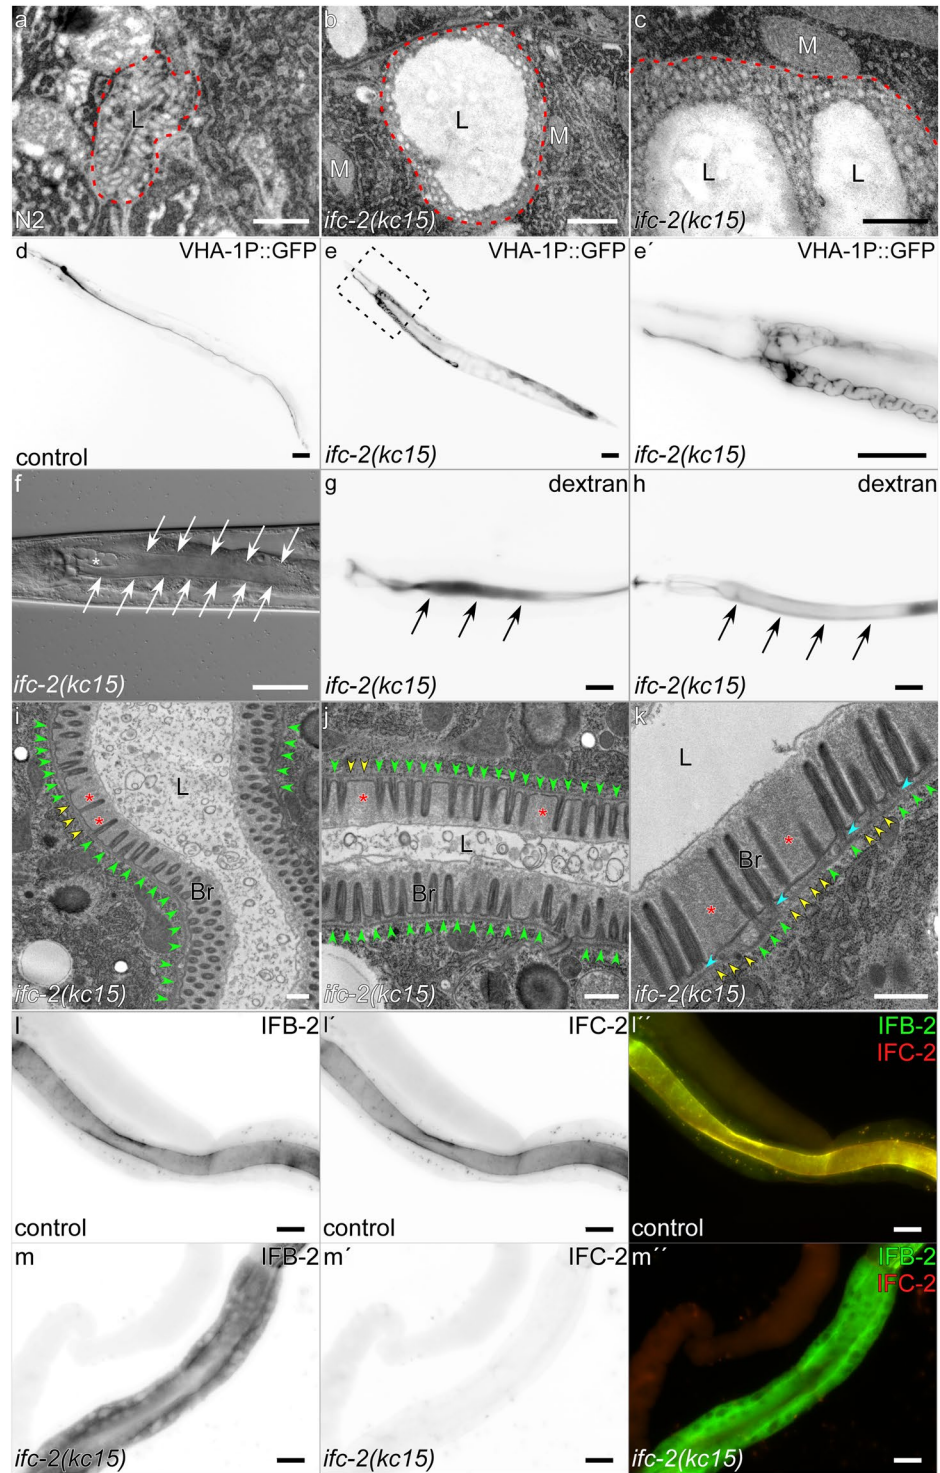 a
L
N2
b
L
M
M
ifc-2(kc15)
c
M
L
L
ifc-2(kc15)
d
VHA-1P::GFP
control
e
VHA-1P::GFP
ifc-2(kc15)
e´
VHA-1P::GFP
ifc-2(kc15)
f
*
ifc-2(kc15)
g
dextran
ifc-2(kc15)
h
dextran
ifc-2(kc15)
i
L
*
*
Br
ifc-2(kc15)
j
*
*
L
Br
ifc-2(kc15)
k
L
Br
*
*
ifc-2(kc15)
l
IFB-2
control
l´
IFC-2
control
l´´
IFB-2
IFC-2
control
m
IFB-2
ifc-2(kc15)
m´
IFC-2
ifc-2(kc15)
m´´
IFB-2
IFC-2
ifc-2(kc15)